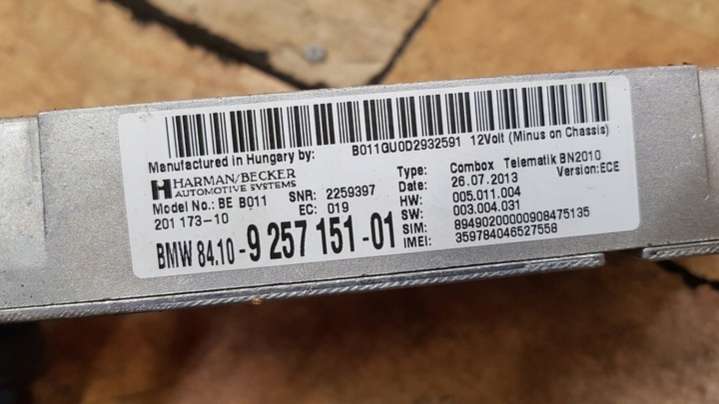 B011GU0D2932591 12Volt (Minus on Chassis)
Manufactured in Hungary by:
HARMAN/BECKER
AUTOMOTIVE SYSTEMS
Model No.: BE B011
201 173-10
SNR: 2259397
EC: 019
BMW 84.10-9 257 151-01
Type: Combox Telematik BN2010
Date: 26.07.2013 Version:ECE
HW: 005.011.004
SW: 003.004.031
SIM: 89490200000908475135
IMEI: 359784046527558